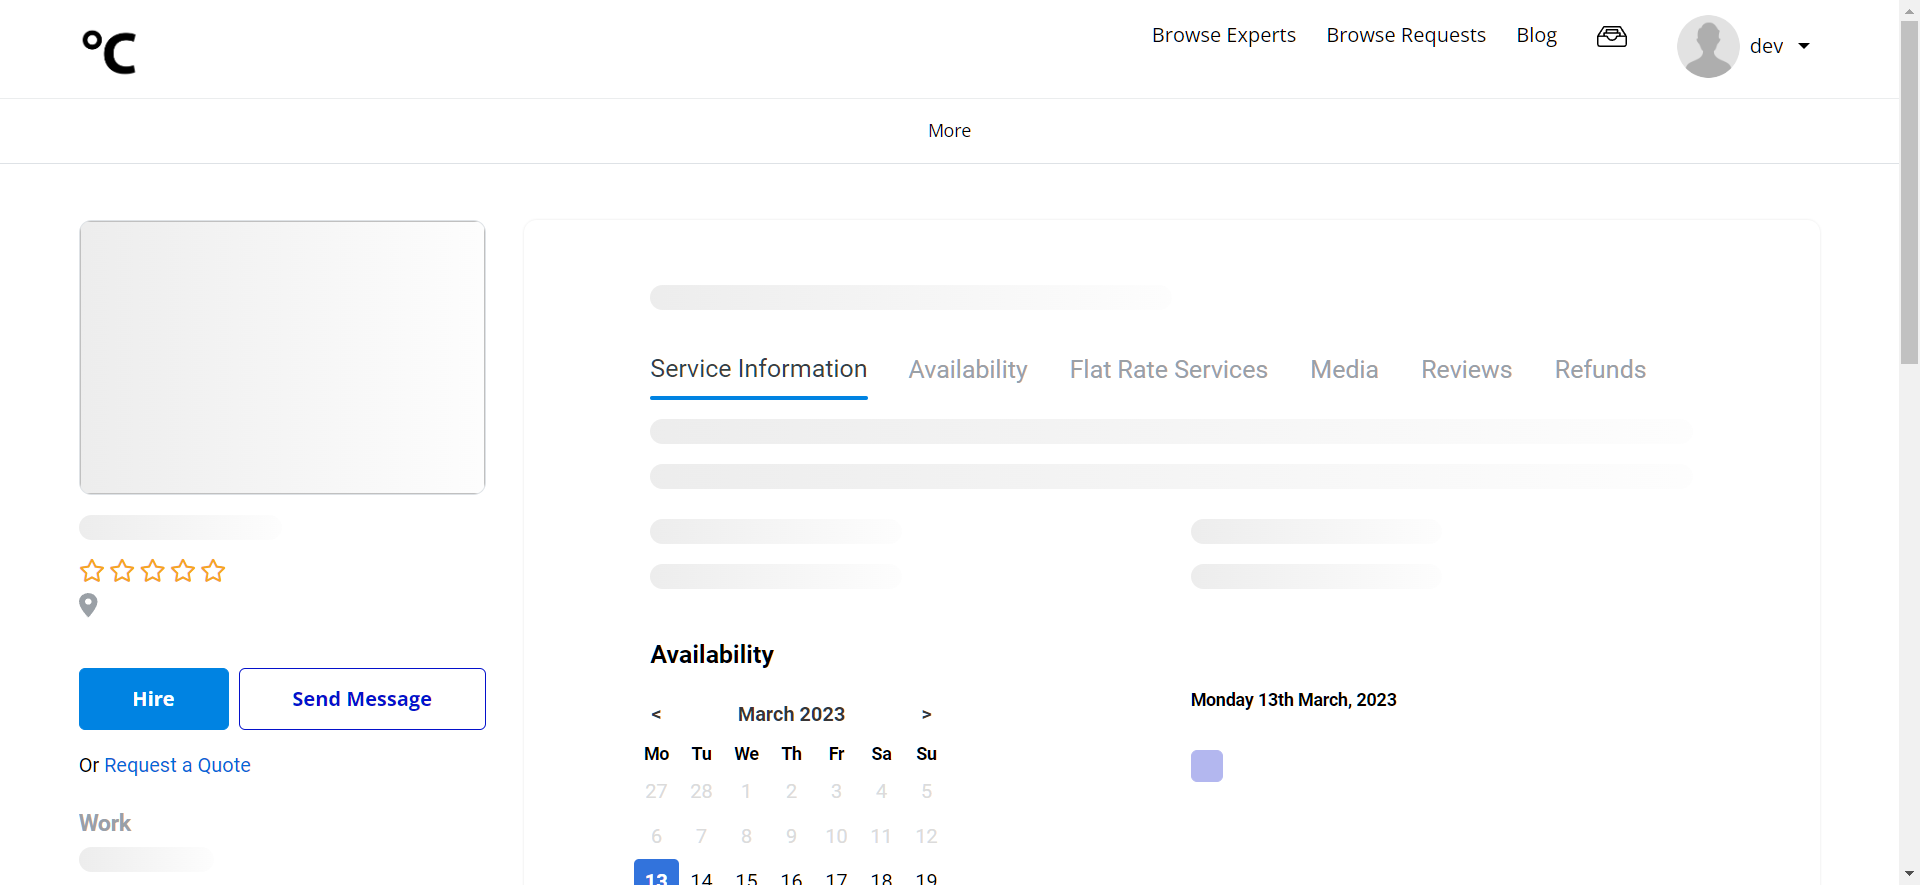 °C
Browse Experts Browse Requests Blog dev
More
Service Information Availability Flat Rate Services Media Reviews Refunds
Hire Send Message
Or Request a Quote
Work
Availability
< March 2023 >
Mo Tu We Th Fr Sa Su
27 28 1 2 3 4 5
6 7 8 9 10 11 12
13 14 15 16 17 18 19
Monday 13th March, 2023